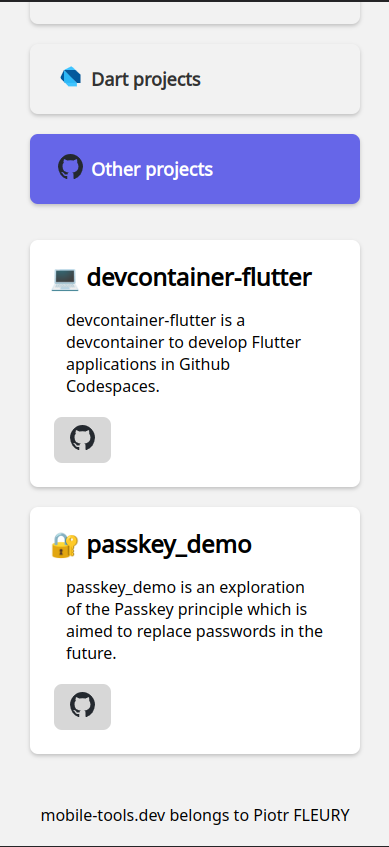 Dart projects
Other projects
devcontainer-flutter
devcontainer-flutter is a
devcontainer to develop Flutter
applications in Github
Codespaces.
passkey_demo
passkey_demo is an exploration
of the Passkey principle which is
aimed to replace passwords in the
future.
mobile-tools.dev belongs to Piotr FLEURY